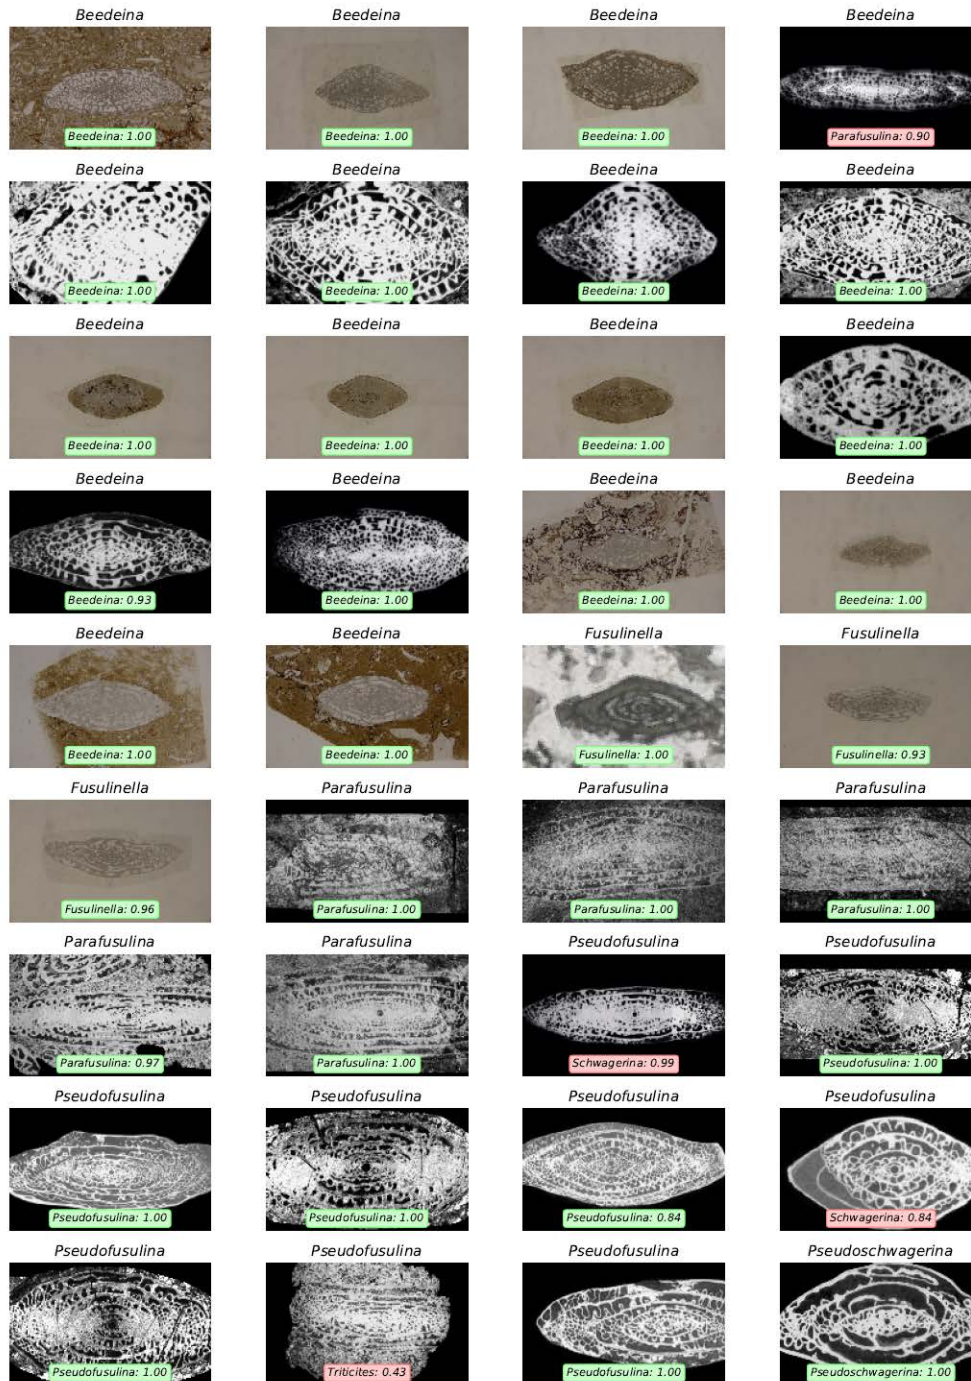 Beedeina Beedeina Beedeina Beedeina
Beedeina: 1.00 Beedeina: 1.00 Beedeina: 1.00 Parafusulina: 0.90
Beedeina Beedeina Beedeina Beedeina
Beedeina: 1.00 Beedeina: 1.00 Beedeina: 1.00 Beedeina: 1.00
Beedeina Beedeina Beedeina Beedeina
Beedeina: 1.00 Beedeina: 1.00 Beedeina: 1.00 Beedeina: 1.00
Beedeina Beedeina Beedeina Beedeina
Beedeina: 0.93 Beedeina: 1.00 Beedeina: 1.00 Beedeina: 1.00
Beedeina Beedeina Fusulinella Fusulinella
Beedeina: 1.00 Beedeina: 1.00 Fusulinella: 1.00 Fusulinella: 0.93
Fusulinella Parafusulina Parafusulina Parafusulina
Fusulinella: 0.96 Parafusulina: 1.00 Parafusulina: 1.00 Parafusulina: 1.00
Parafusulina Parafusulina Pseudofusulina Pseudofusulina
Parafusulina: 0.97 Parafusulina: 1.00 Schwagerina: 0.99 Pseudofusulina: 1.00
Pseudofusulina Pseudofusulina Pseudofusulina Pseudofusulina
Pseudofusulina: 1.00 Pseudofusulina: 1.00 Pseudofusulina: 0.84 Schwagerina: 0.84
Pseudofusulina Pseudofusulina Pseudofusulina Pseudoschwagerina
Pseudofusulina: 1.00 Triticites: 0.43 Pseudofusulina: 1.00 Pseudoschwagerina: 1.00